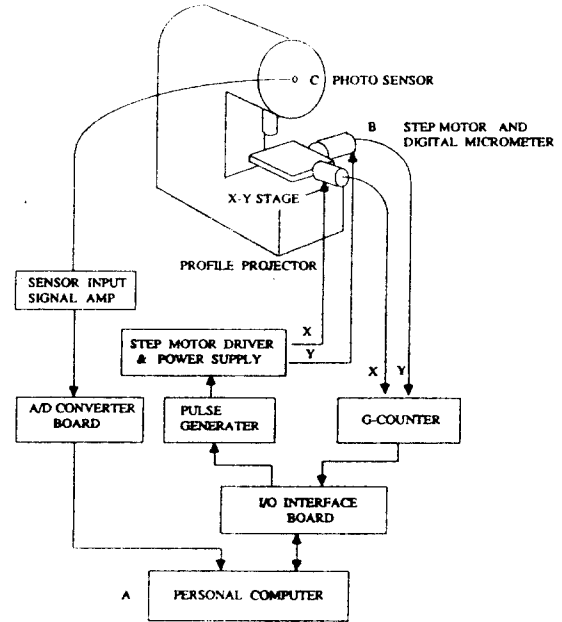 C PHOTO SENSOR
B STEP MOTOR AND
DIGITAL MICROMETER
X-Y STAGE
PROFILE PROJECTOR
SENSOR INPUT
SIGNAL AMP
X
STEP MOTOR DRIVER
& POWER SUPPLY
Y
X Y
A/D CONVERTER
BOARD
PULSE
GENERATER
G-COUNTER
I/O INTERFACE
BOARD
A PERSONAL COMPUTER